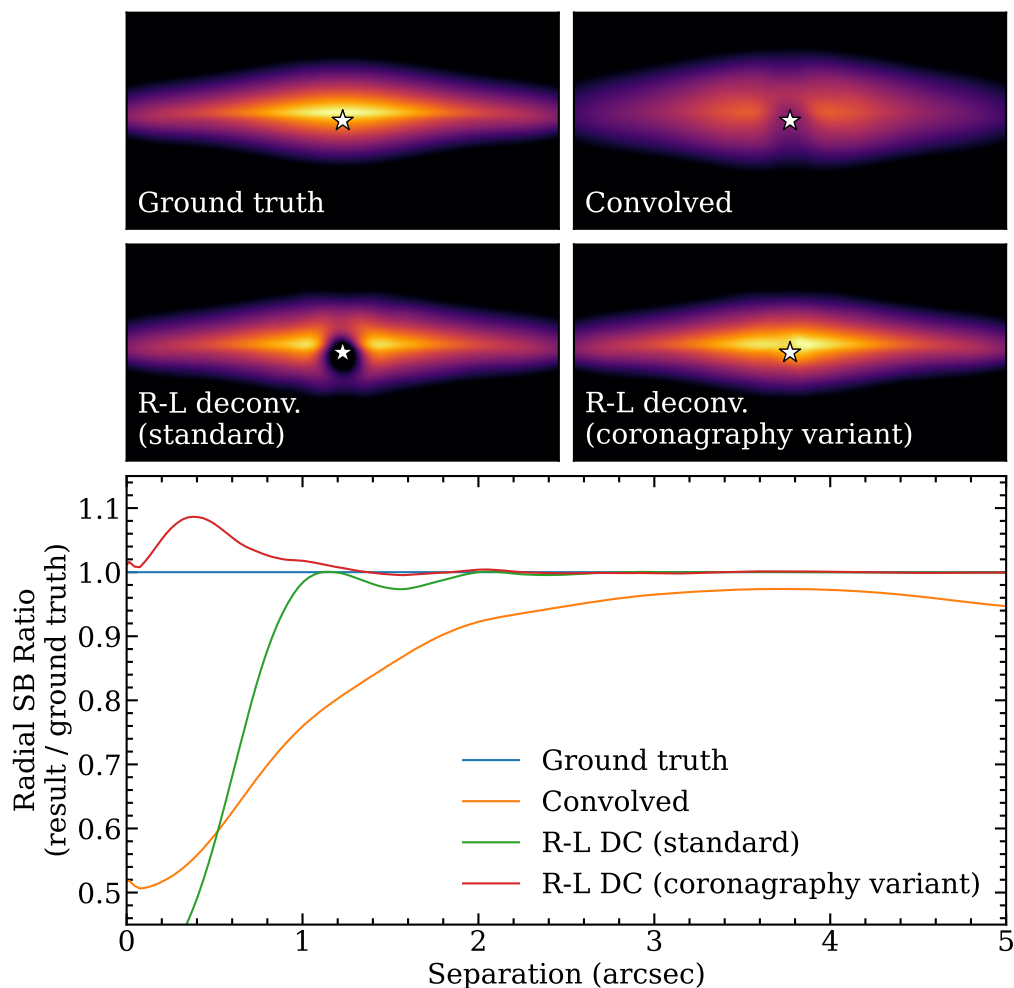 Ground truth
Convolved
R-L deconv.
(standard)
R-L deconv.
(coronagraphy variant)
1.1
1.0
0.9
0.8
0.7
0.6
0.5
Radial SB Ratio
(result / ground truth)
Ground truth
Convolved
R-L DC (standard)
R-L DC (coronagraphy variant)
0
1
2
3
4
5
Separation (arcsec)